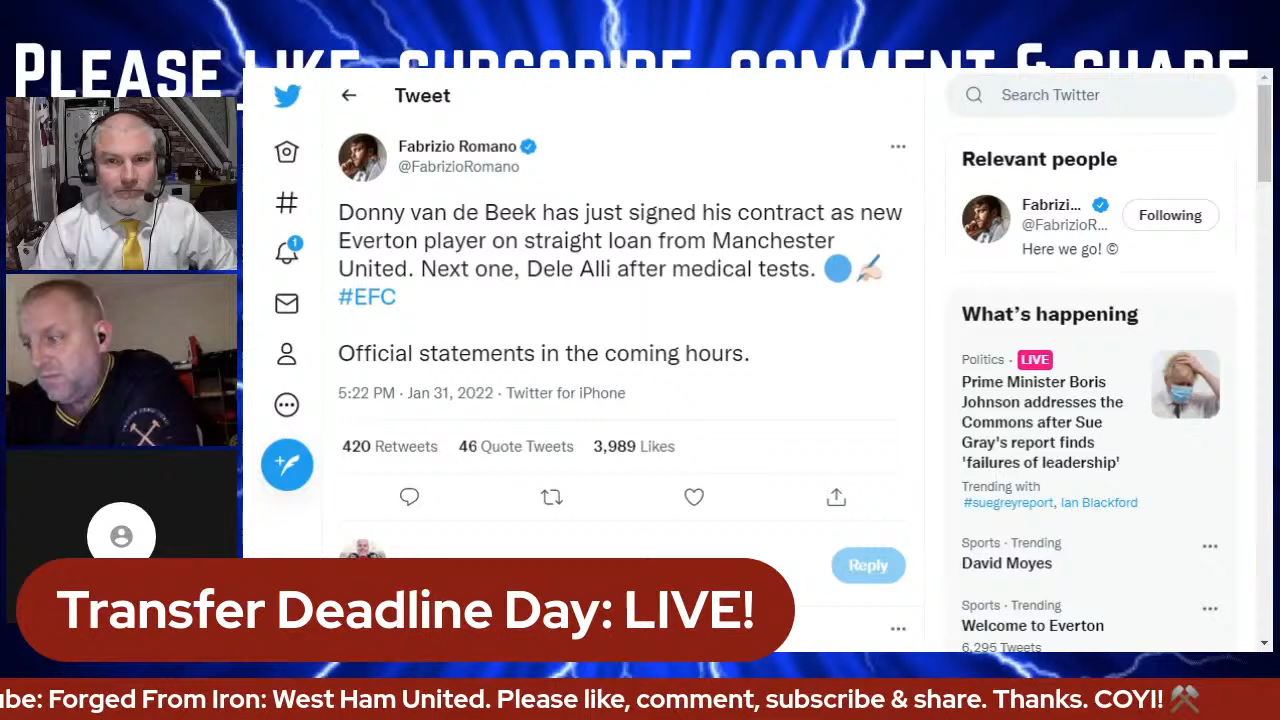 PLEASE LIKE, SUBSCRIBE, COMMENT & SHARE
Tweet
Search Twitter
Fabrizio Romano
@FabrizioRomano
Donny van de Beek has just signed his contract as new
Everton player on straight loan from Manchester
United. Next one, Dele Alli after medical tests. 🔵✍🏻
#EFC
Official statements in the coming hours.
5:22 PM · Jan 31, 2022 · Twitter for iPhone
420 Retweets 46 Quote Tweets 3,989 Likes
Reply
1
Relevant people
Fabrizi...
@FabrizioR...
Following
Here we go! ©
What's happening
Politics · LIVE
Prime Minister Boris
Johnson addresses the
Commons after Sue
Gray's report finds
'failures of leadership'
Trending with
#suegreyreport, Ian Blackford
Sports · Trending
David Moyes
Sports · Trending
Welcome to Everton
6,295 Tweets
Transfer Deadline Day: LIVE!
ube: Forged From Iron: West Ham United. Please like, comment, subscribe & share. Thanks. COYI! ⚒